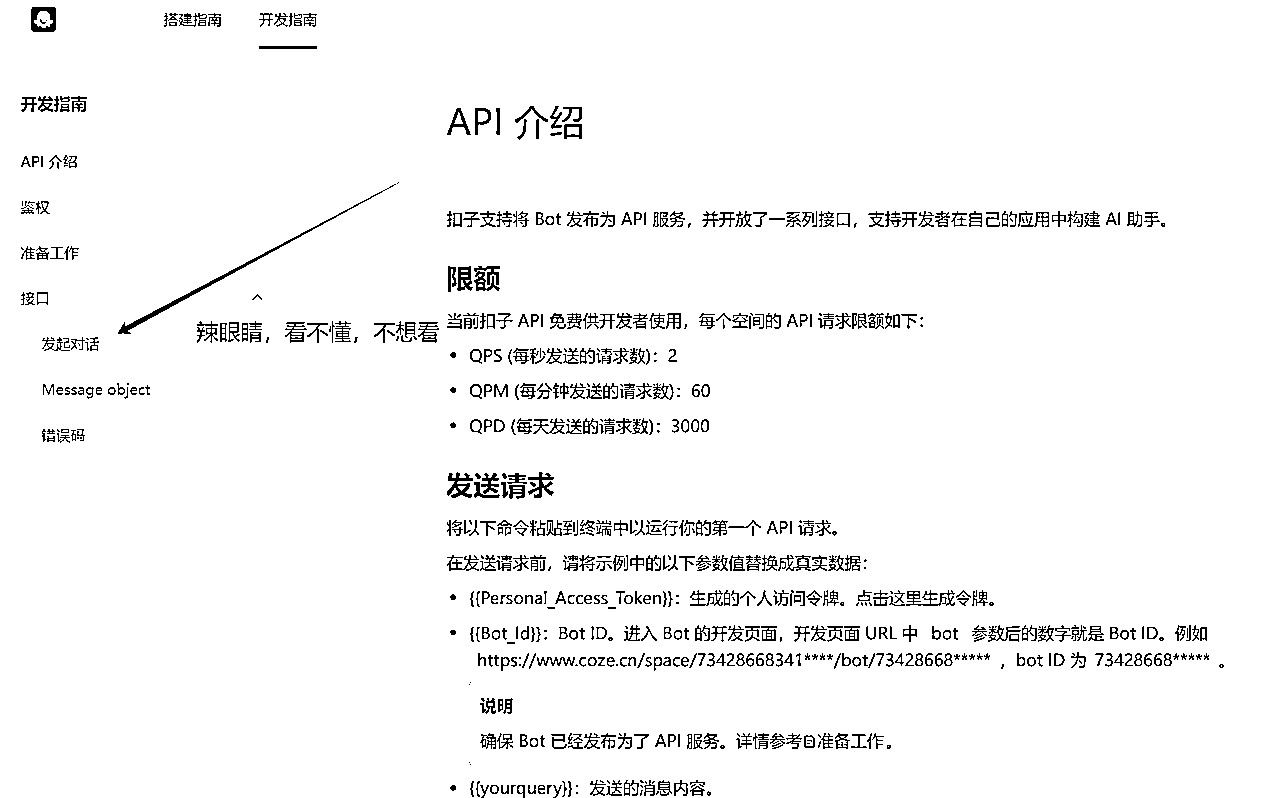 搭建指南 开发指南
开发指南
API 介绍
鉴权
准备工作
接口
发起对话
Message object
错误码
辣眼睛，看不懂，不想看
API 介绍
扣子支持将 Bot 发布为 API 服务，并开放了一系列接口，支持开发者在自己的应用中构建 AI 助手。
限额
当前扣子 API 免费供开发者使用，每个空间的 API 请求限额如下：
• QPS (每秒发送的请求数)：2
• QPM (每分钟发送的请求数)：60
• QPD (每天发送的请求数)：3000
发送请求
将以下命令粘贴到终端中以运行你的第一个 API 请求。
在发送请求前，请将示例中的以下参数值替换成真实数据：
• {{Personal_Access_Token}}：生成的个人访问令牌。点击这里生成令牌。
• {{Bot_Id}}：Bot ID。进入 Bot 的开发页面，开发页面 URL 中 bot 参数后的数字就是 Bot ID。例如
https://www.coze.cn/space/73428668341****/bot/73428668***** ，bot ID 为 73428668***** 。
说明
确保 Bot 已经发布为了 API 服务。详情参考准备工作。
• {{yourquery}}：发送的消息内容。